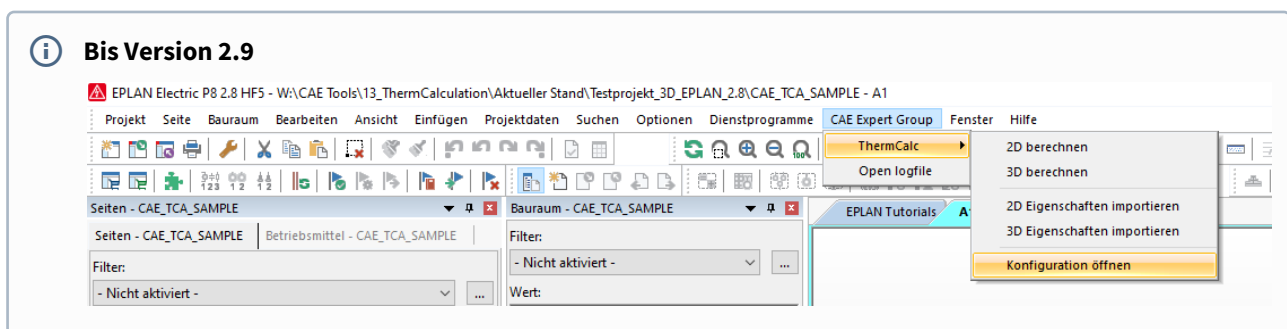 Bis Version 2.9
EPLAN Electric P8 2.8 HF5 - W:\CAE Tools\13_ThermCalculation\Aktueller Stand\Testprojekt_3D_EPLAN_2.8\CAE_TCA_SAMPLE - A1
Projekt Seite Bauraum Bearbeiten Ansicht Einfügen Projektdaten Suchen Optionen Dienstprogramme CAE Expert Group Fenster Hilfe
ThermCalc
Open logfile
2D berechnen
3D berechnen
2D Eigenschaften importieren
3D Eigenschaften importieren
Konfiguration öffnen
Seiten - CAE_TCA_SAMPLE
Seiten - CAE_TCA_SAMPLE Betriebsmittel - CAE_TCA_SAMPLE
Filter:
- Nicht aktiviert - ...
Bauraum - CAE_TCA_SAMPLE
Filter:
- Nicht aktiviert - ...
Wert:
EPLAN Tutorials